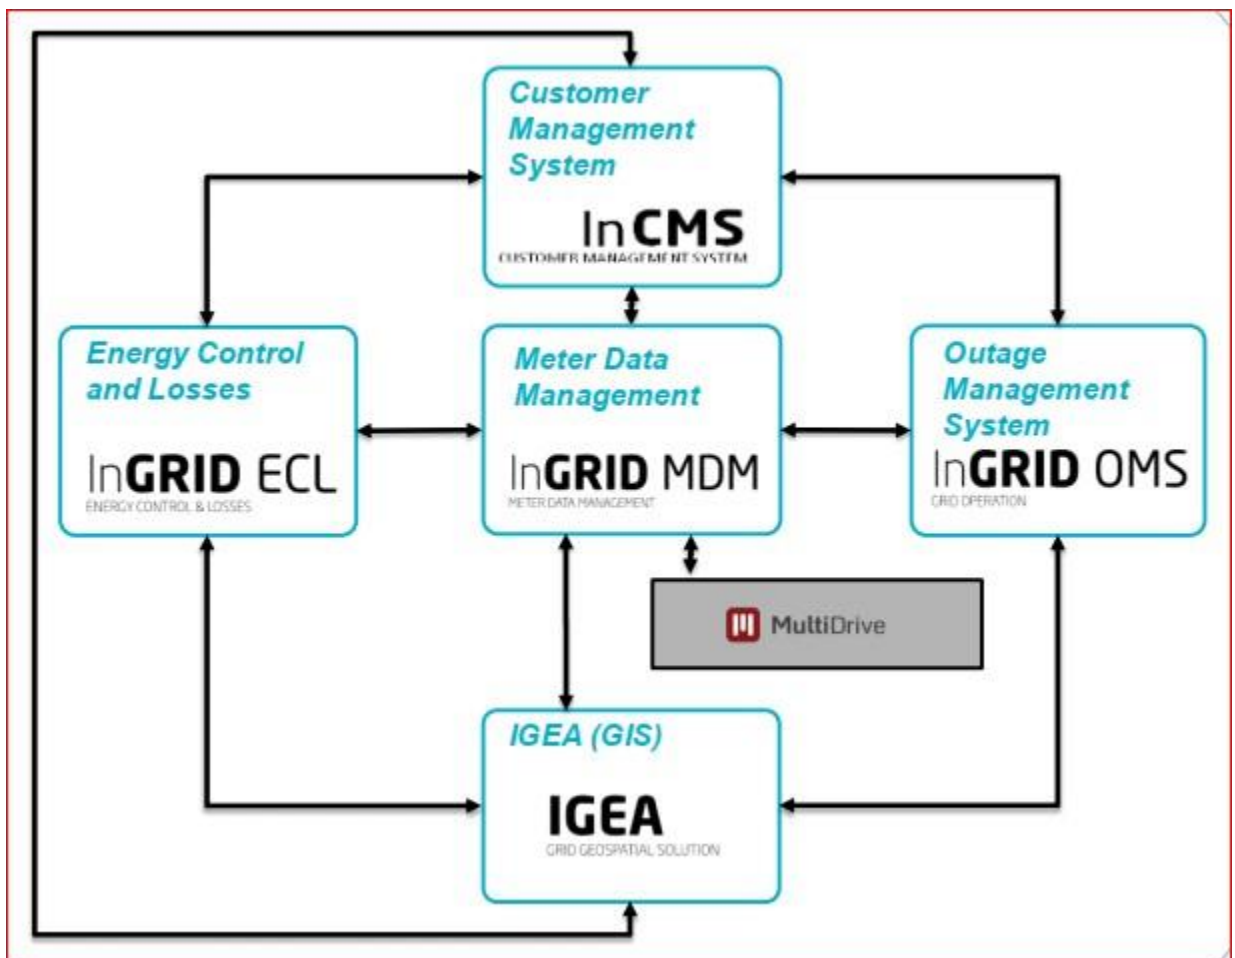 Customer
Management
System
InCMS
CUSTOMER MANAGEMENT SYSTEM
Energy Control
and Losses
InGRID ECL
ENERGY CONTROL & LOSSES
Meter Data
Management
InGRID MDM
METER DATA MANAGEMENT
Outage
Management
System
InGRID OMS
GRID OPERATION
MultiDrive
IGEA (GIS)
IGEA
GRID GEOSPATIAL SOLUTION